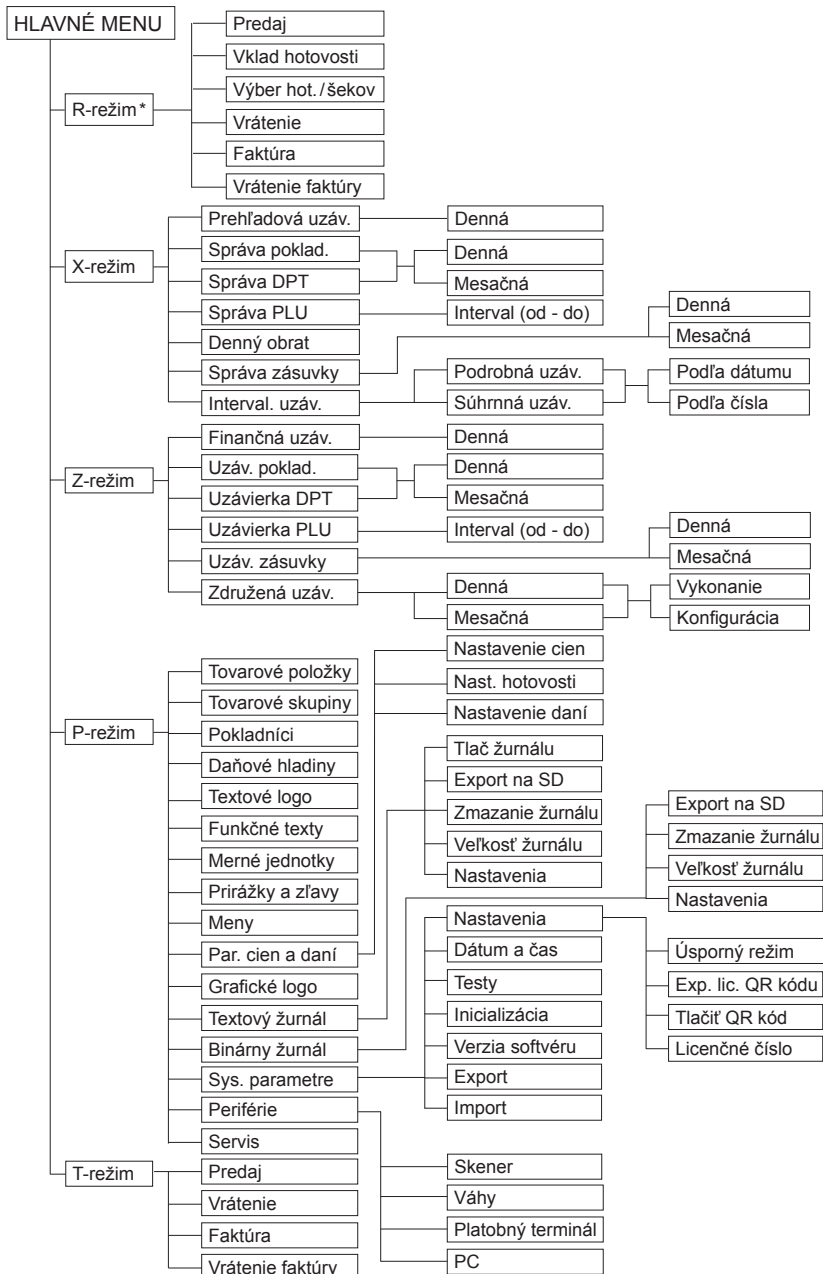 HLAVNÉ MENU
R-režim*
Predaj
Vklad hotovosti
Výber hot./šekov
Vrátenie
Faktúra
Vrátenie faktúry
X-režim
Prehľadová uzáv.
Denná
Správa poklad.
Správa DPT
Denná
Mesačná
Správa PLU
Interval (od - do)
Denný obrat
Správa zásuvky
Denná
Mesačná
Interval. uzáv.
Podrobná uzáv.
Súhrnná uzáv.
Podľa dátumu
Podľa čísla
Z-režim
Finančná uzáv.
Denná
Uzáv. poklad.
Uzávierka DPT
Denná
Mesačná
Uzávierka PLU
Interval (od - do)
Uzáv. zásuvky
Denná
Mesačná
Združená uzáv.
Denná
Mesačná
Vykonanie
Konfigurácia
P-režim
Tovarové položky
Tovarové skupiny
Pokladníci
Daňové hladiny
Textové logo
Funkčné texty
Merné jednotky
Prirážky a zľavy
Meny
Par. cien a daní
Nastavenie cien
Nast. hotovosti
Nastavenie daní
Grafické logo
Textový žurnál
Tlač žurnálu
Export na SD
Zmazanie žurnálu
Veľkosť žurnálu
Nastavenia
Binárny žurnál
Export na SD
Zmazanie žurnálu
Veľkosť žurnálu
Nastavenia
Sys. parametre
Nastavenia
Dátum a čas
Testy
Inicializácia
Verzia softvéru
Export
Import
Úsporný režim
Exp. lic. QR kódu
Tlačiť QR kód
Licenčné číslo
Periférie
Skener
Váhy
Platobný terminál
PC
Servis
T-režim
Predaj
Vrátenie
Faktúra
Vrátenie faktúry